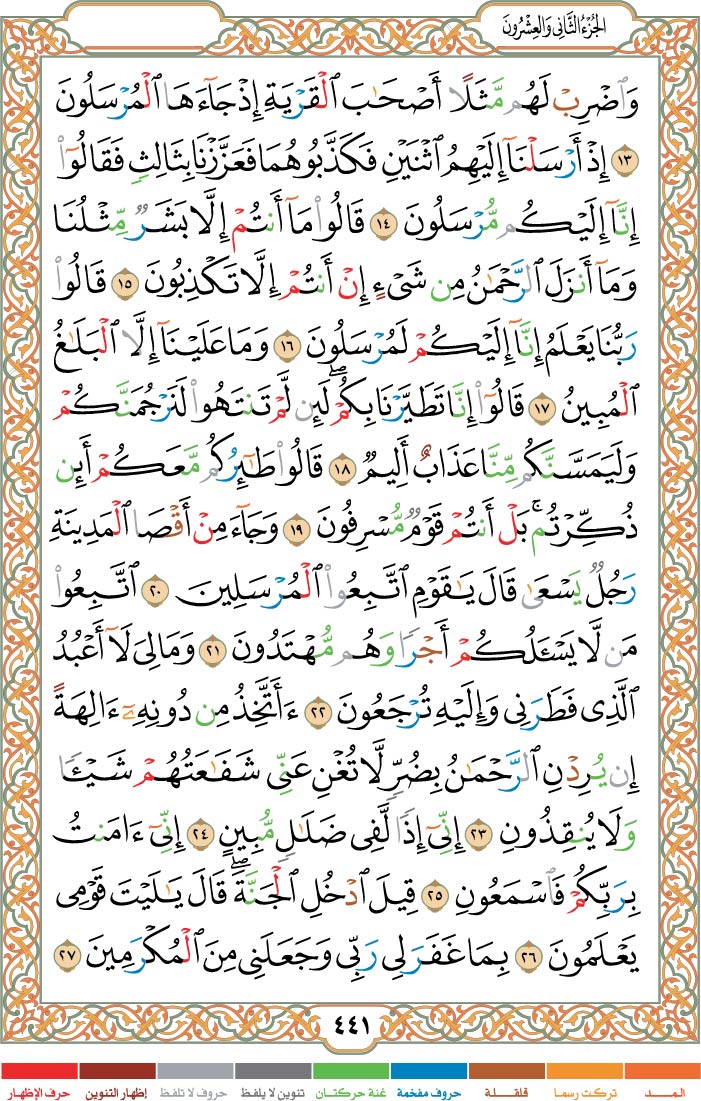 الجُزْءُ الثَّانِي وَالعِشْرُونَ
وَٱضْرِبْ لَهُم مَّثَلًا أَصْحَٰبَ ٱلْقَرْيَةِ إِذْ جَآءَهَا ٱلْمُرْسَلُونَ
١٣ إِذْ أَرْسَلْنَآ إِلَيْهِمُ ٱثْنَيْنِ فَكَذَّبُوهُمَا فَعَزَّزْنَا بِثَالِثٍ فَقَالُوٓا۟
إِنَّآ إِلَيْكُم مُّرْسَلُونَ ١٤ قَالُوا۟ مَآ أَنتُمْ إِلَّا بَشَرٌ مِّثْلُنَا
وَمَآ أَنزَلَ ٱلرَّحْمَٰنُ مِن شَىْءٍ إِنْ أَنتُمْ إِلَّا تَكْذِبُونَ ١٥ قَالُوا۟
رَبُّنَا يَعْلَمُ إِنَّآ إِلَيْكُمْ لَمُرْسَلُونَ ١٦ وَمَا عَلَيْنَآ إِلَّا ٱلْبَلَٰغُ
ٱلْمُبِينُ ١٧ قَالُوٓا۟ إِنَّا تَطَيَّرْنَا بِكُمْ ۖ لَئِن لَّمْ تَنتَهُوا۟ لَنَرْجُمَنَّكُمْ
وَلَيَمَسَّنَّكُم مِّنَّا عَذَابٌ أَلِيمٌ ١٨ قَالُوا۟ طَٰٓئِرُكُم مَّعَكُمْ ۚ أَئِن
ذُكِّرْتُم ۚ بَلْ أَنتُمْ قَوْمٌ مُّسْرِفُونَ ١٩ وَجَآءَ مِنْ أَقْصَا ٱلْمَدِينَةِ
رَجُلٌ يَسْعَىٰ قَالَ يَٰقَوْمِ ٱتَّبِعُوا۟ ٱلْمُرْسَلِينَ ٢٠ ٱتَّبِعُوا۟
مَن لَّا يَسْـَٔلُكُمْ أَجْرًا وَهُم مُّهْتَدُونَ ٢١ وَمَا لِىَ لَآ أَعْبُدُ
ٱلَّذِى فَطَرَنِى وَإِلَيْهِ تُرْجَعُونَ ٢٢ ءَأَتَّخِذُ مِن دُونِهِۦٓ ءَالِهَةً
إِن يُرِدْنِ ٱلرَّحْمَٰنُ بِضُرٍّ لَّا تُغْنِ عَنِّى شَفَٰعَتُهُمْ شَيْـًٔا
وَلَا يُنقِذُونِ ٢٣ إِنِّىٓ إِذًا لَّفِى ضَلَٰلٍ مُّبِينٍ ٢٤ إِنِّىٓ ءَامَنتُ
بِرَبِّكُمْ فَٱسْمَعُونِ ٢٥ قِيلَ ٱدْخُلِ ٱلْجَنَّةَ ۖ قَالَ يَٰلَيْتَ قَوْمِى
يَعْلَمُونَ ٢٦ بِمَا غَفَرَ لِى رَبِّى وَجَعَلَنِى مِنَ ٱلْمُكْرَمِينَ ٢٧
٤٤١
المـــد تركت رسما قلقـلـة حروف مفخمة غنة حركتان تنوين لا يلفظ حروف لا تلفظ إظهار التنوين حرف الإظهار